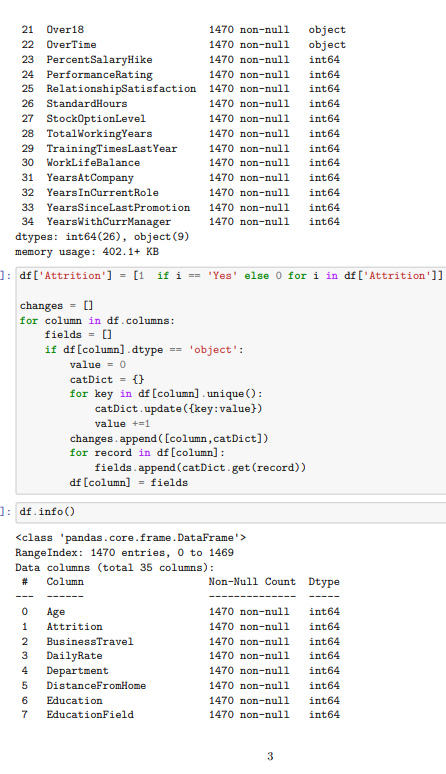 21  Over18                    1470 non-null   object
22  OverTime                  1470 non-null   object
23  PercentSalaryHike         1470 non-null   int64
24  PerformanceRating         1470 non-null   int64
25  RelationshipSatisfaction  1470 non-null   int64
26  StandardHours             1470 non-null   int64
27  StockOptionLevel          1470 non-null   int64
28  TotalWorkingYears         1470 non-null   int64
29  TrainingTimesLastYear     1470 non-null   int64
30  WorkLifeBalance           1470 non-null   int64
31  YearsAtCompany            1470 non-null   int64
32  YearsInCurrentRole        1470 non-null   int64
33  YearsSinceLastPromotion   1470 non-null   int64
34  YearsWithCurrManager      1470 non-null   int64
dtypes: int64(26), object(9)
memory usage: 402.1+ KB
]: df['Attrition'] = [1  if i == 'Yes' else 0 for i in df['Attrition']]
changes = []
for column in df.columns:
    fields = []
    if df[column].dtype == 'object':
        value = 0
        catDict = {}
        for key in df[column].unique():
            catDict.update({key:value})
            value +=1
        changes.append([column,catDict])
        for record in df[column]:
            fields.append(catDict.get(record))
        df[column] = fields
]: df.info()
<class 'pandas.core.frame.DataFrame'>
RangeIndex: 1470 entries, 0 to 1469
Data columns (total 35 columns):
 #   Column                    Non-Null Count  Dtype
---  ------                    --------------  -----
 0   Age                       1470 non-null   int64
 1   Attrition                 1470 non-null   int64
 2   BusinessTravel            1470 non-null   int64
 3   DailyRate                 1470 non-null   int64
 4   Department                1470 non-null   int64
 5   DistanceFromHome          1470 non-null   int64
 6   Education                 1470 non-null   int64
 7   EducationField            1470 non-null   int64
3